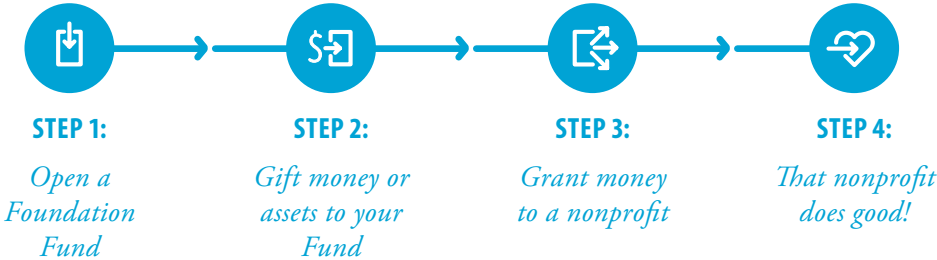 $
STEP 1:
Open a
Foundation
Fund
STEP 2:
Gift money or
assets to your
Fund
STEP 3:
Grant money
to a nonprofit
STEP 4:
That nonprofit
does good!